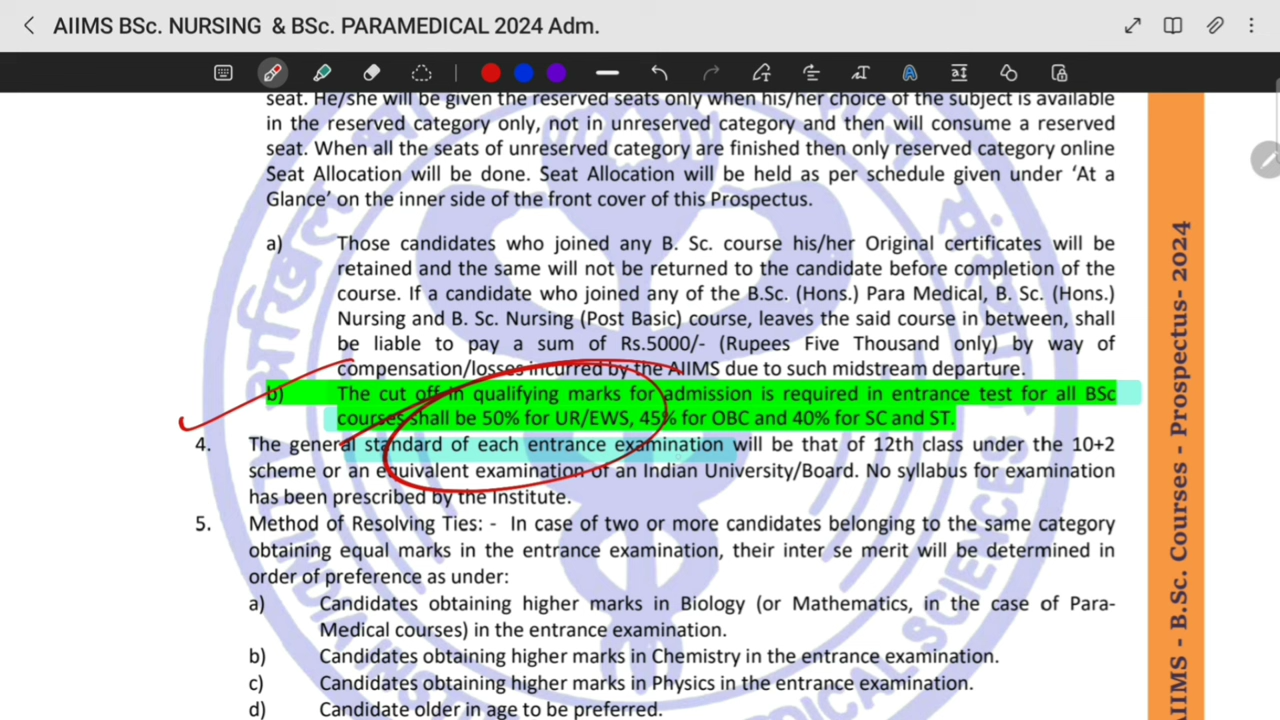 AIIMS BSc. NURSING & BSc. PARAMEDICAL 2024 Adm.
seat. He/she will be given the reserved seats only when his/her choice of the subject is available
in the reserved category only, not in unreserved category and then will consume a reserved
seat. When all the seats of unreserved category are finished then only reserved category online
Seat Allocation will be done. Seat Allocation will be held as per schedule given under ‘At a
Glance’ on the inner side of the front cover of this Prospectus.
a) Those candidates who joined any B. Sc. course his/her Original certificates will be
retained and the same will not be returned to the candidate before completion of the
course. If a candidate who joined any of the B.Sc. (Hons.) Para Medical, B. Sc. (Hons.)
Nursing and B. Sc. Nursing (Post Basic) course, leaves the said course in between, shall
be liable to pay a sum of Rs.5000/- (Rupees Five Thousand only) by way of
compensation/losses incurred by the AIIMS due to such midstream departure.
b) The cut off in qualifying marks for admission is required in entrance test for all BSc
courses shall be 50% for UR/EWS, 45% for OBC and 40% for SC and ST.
4. The general standard of each entrance examination will be that of 12th class under the 10+2
scheme or an equivalent examination of an Indian University/Board. No syllabus for examination
has been prescribed by the Institute.
5. Method of Resolving Ties: - In case of two or more candidates belonging to the same category
obtaining equal marks in the entrance examination, their inter se merit will be determined in
order of preference as under:
a) Candidates obtaining higher marks in Biology (or Mathematics, in the case of Para-
Medical courses) in the entrance examination.
b) Candidates obtaining higher marks in Chemistry in the entrance examination.
c) Candidates obtaining higher marks in Physics in the entrance examination.
d) Candidate older in age to be preferred.
AIIMS - B.Sc. Courses - Prospectus- 2024